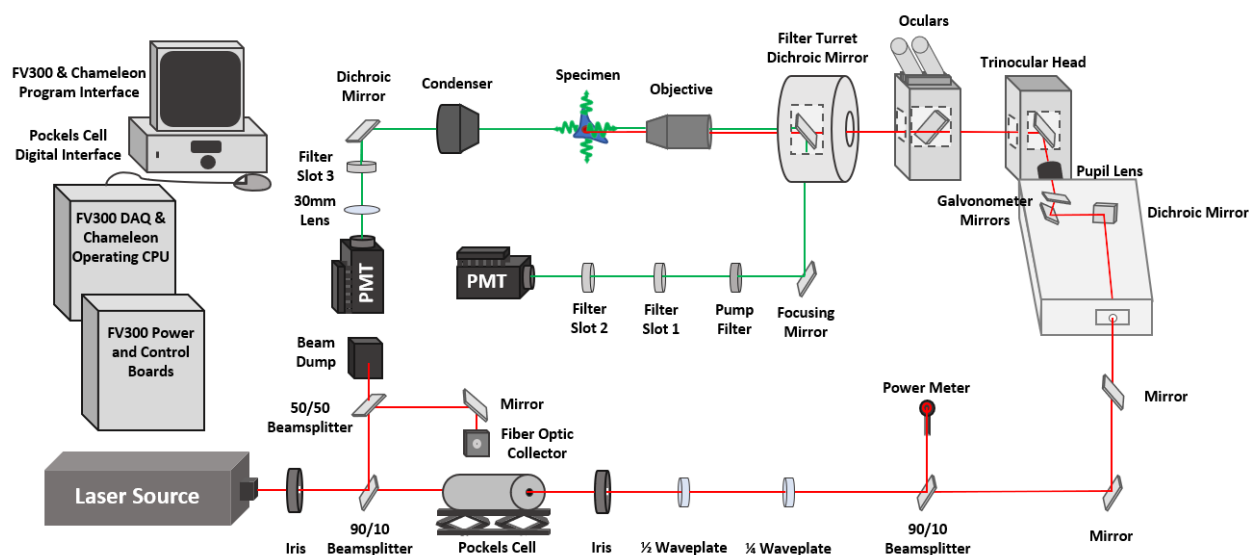 FV300 & Chameleon
Program Interface
Pockels Cell
Digital Interface
FV300 DAQ &
Chameleon
Operating CPU
FV300 Power
and Control
Boards
Dichroic
Mirror
Condenser
Specimen
Objective
Filter Turret
Dichroic Mirror
Oculars
Trinocular Head
Filter
Slot 3
30mm
Lens
PMT
PMT
Filter
Slot 2
Filter
Slot 1
Pump
Filter
Focusing
Mirror
Pupil Lens
Galvonometer
Mirrors
Dichroic Mirror
Beam
Dump
50/50
Beamsplitter
Mirror
Fiber Optic
Collector
Power Meter
Mirror
Laser Source
Iris
90/10
Beamsplitter
Pockels Cell
Iris
½ Waveplate
¼ Waveplate
90/10
Beamsplitter
Mirror